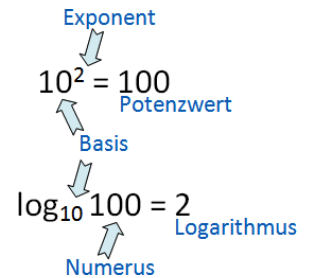 Exponent
10² = 100
Potenzwert
Basis
log₁₀ 100 = 2
Logarithmus
Numerus